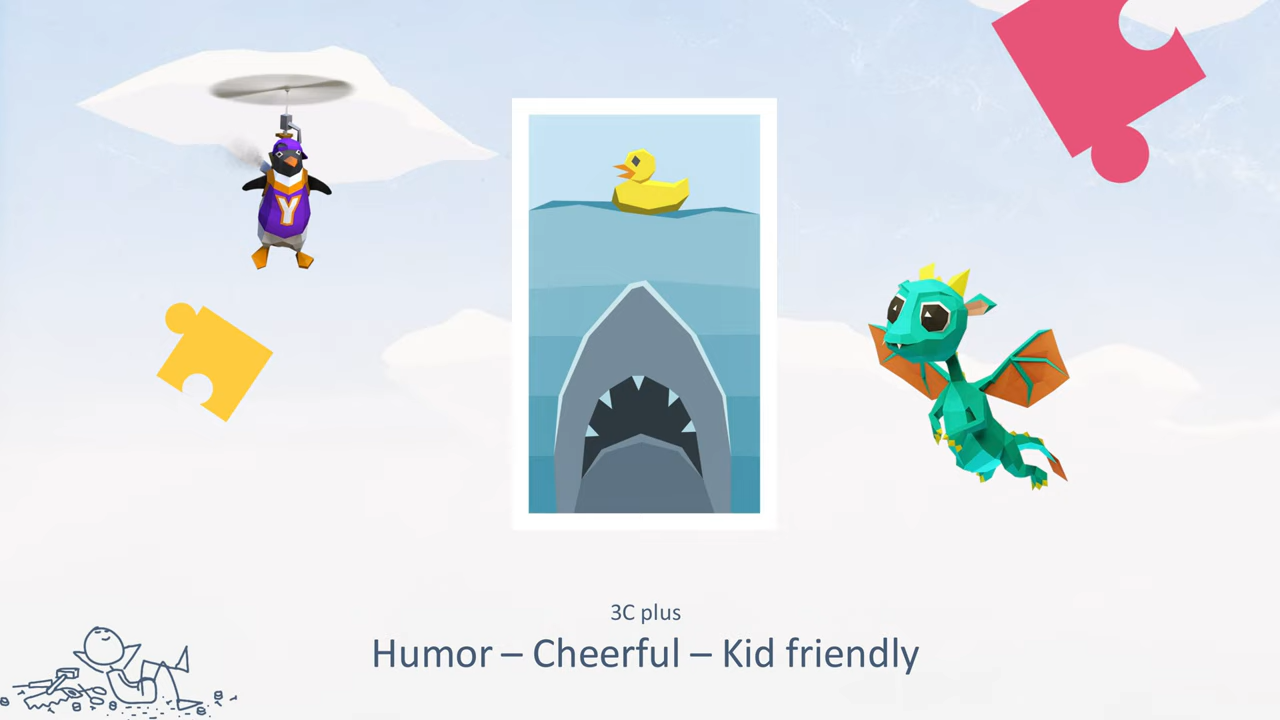 Y
3C plus
Humor – Cheerful – Kid friendly